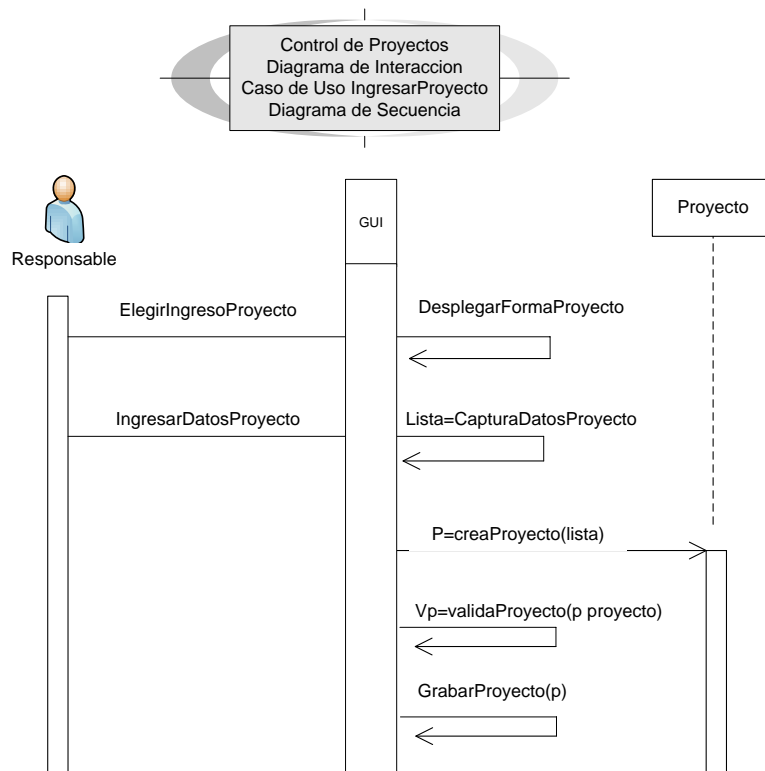 Control de Proyectos
Diagrama de Interaccion
Caso de Uso IngresarProyecto
Diagrama de Secuencia
GUI
Proyecto
Responsable
ElegirIngresoProyecto
DesplegarFormaProyecto
IngresarDatosProyecto
Lista=CapturaDatosProyecto
P=creaProyecto(lista)
Vp=validaProyecto(p proyecto)
GrabarProyecto(p)